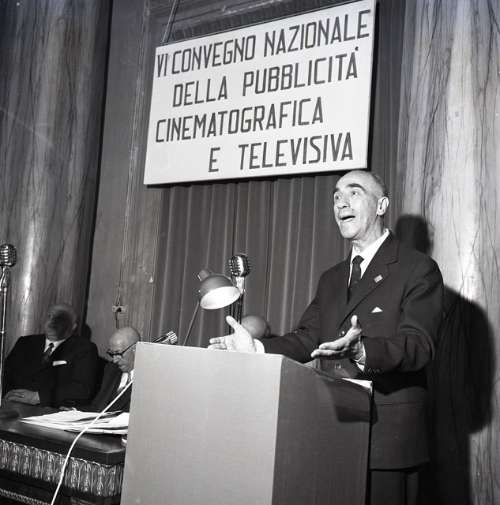 VI CONVEGNO NAZIONALE
DELLA PUBBLICITÀ
CINEMATOGRAFICA
E TELEVISIVA